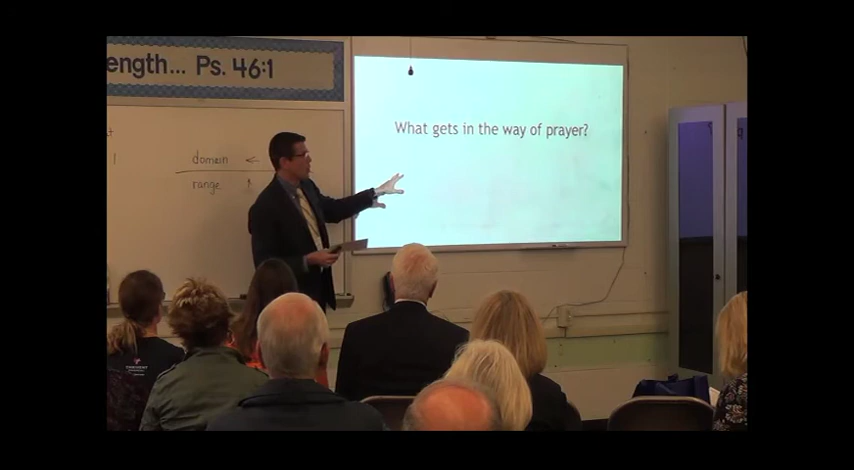 ength... Ps. 46:1
What gets in the way of prayer?
domain ←
range ↑